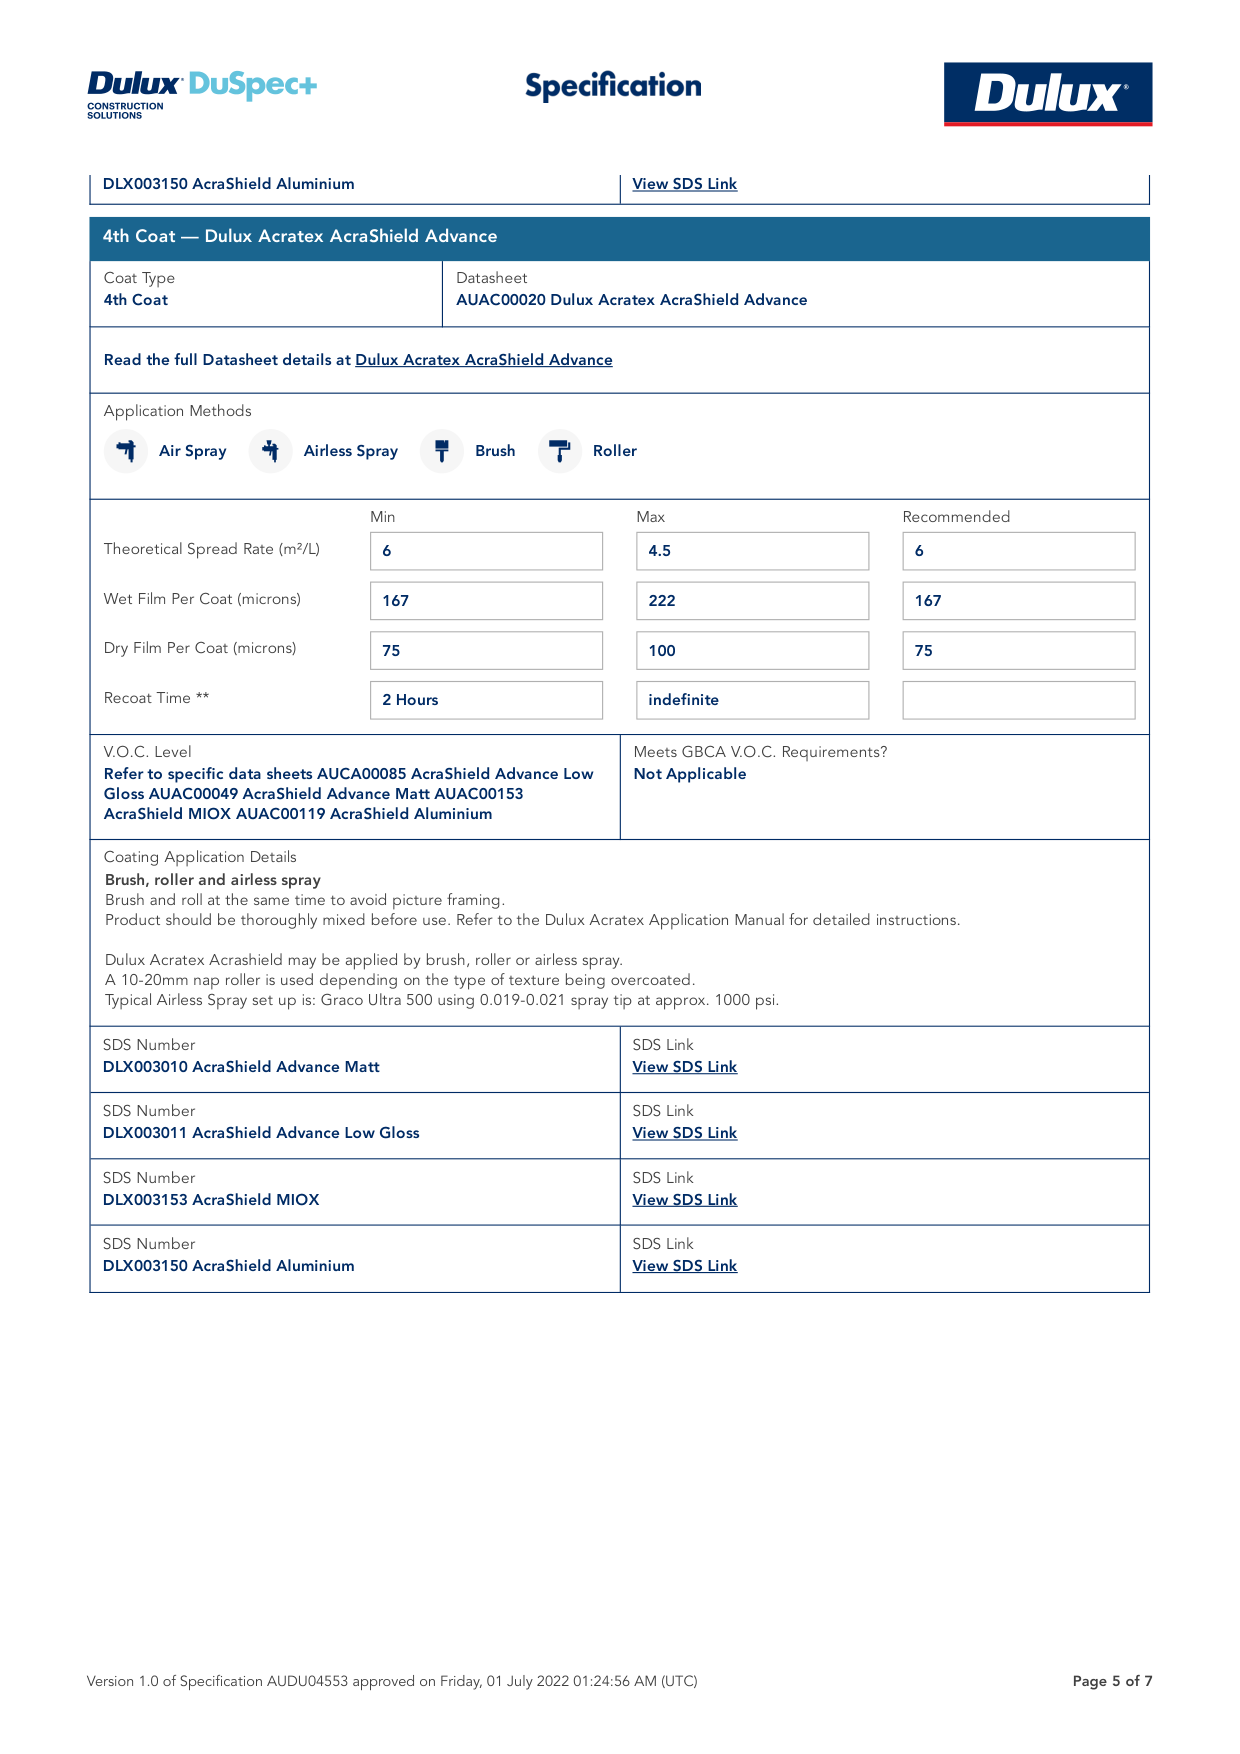 Dulux DuSpec+
CONSTRUCTION
SOLUTIONS
Specification
Dulux®
DLX003150 AcraShield Aluminium
View SDS Link
4th Coat — Dulux Acratex AcraShield Advance
Coat Type
4th Coat
Datasheet
AUAC00020 Dulux Acratex AcraShield Advance
Read the full Datasheet details at Dulux Acratex AcraShield Advance
Application Methods
Air Spray Airless Spray Brush Roller
Min Max Recommended
Theoretical Spread Rate (m²/L) 6 4.5 6
Wet Film Per Coat (microns) 167 222 167
Dry Film Per Coat (microns) 75 100 75
Recoat Time ** 2 Hours indefinite
V.O.C. Level
Refer to specific data sheets AUCA00085 AcraShield Advance Low
Gloss AUAC00049 AcraShield Advance Matt AUAC00153
AcraShield MIOX AUAC00119 AcraShield Aluminium
Meets GBCA V.O.C. Requirements?
Not Applicable
Coating Application Details
Brush, roller and airless spray
Brush and roll at the same time to avoid picture framing.
Product should be thoroughly mixed before use. Refer to the Dulux Acratex Application Manual for detailed instructions.
Dulux Acratex Acrashield may be applied by brush, roller or airless spray.
A 10-20mm nap roller is used depending on the type of texture being overcoated.
Typical Airless Spray set up is: Graco Ultra 500 using 0.019-0.021 spray tip at approx. 1000 psi.
SDS Number
DLX003010 AcraShield Advance Matt
SDS Link
View SDS Link
SDS Number
DLX003011 AcraShield Advance Low Gloss
SDS Link
View SDS Link
SDS Number
DLX003153 AcraShield MIOX
SDS Link
View SDS Link
SDS Number
DLX003150 AcraShield Aluminium
SDS Link
View SDS Link
Version 1.0 of Specification AUDU04553 approved on Friday, 01 July 2022 01:24:56 AM (UTC)
Page 5 of 7